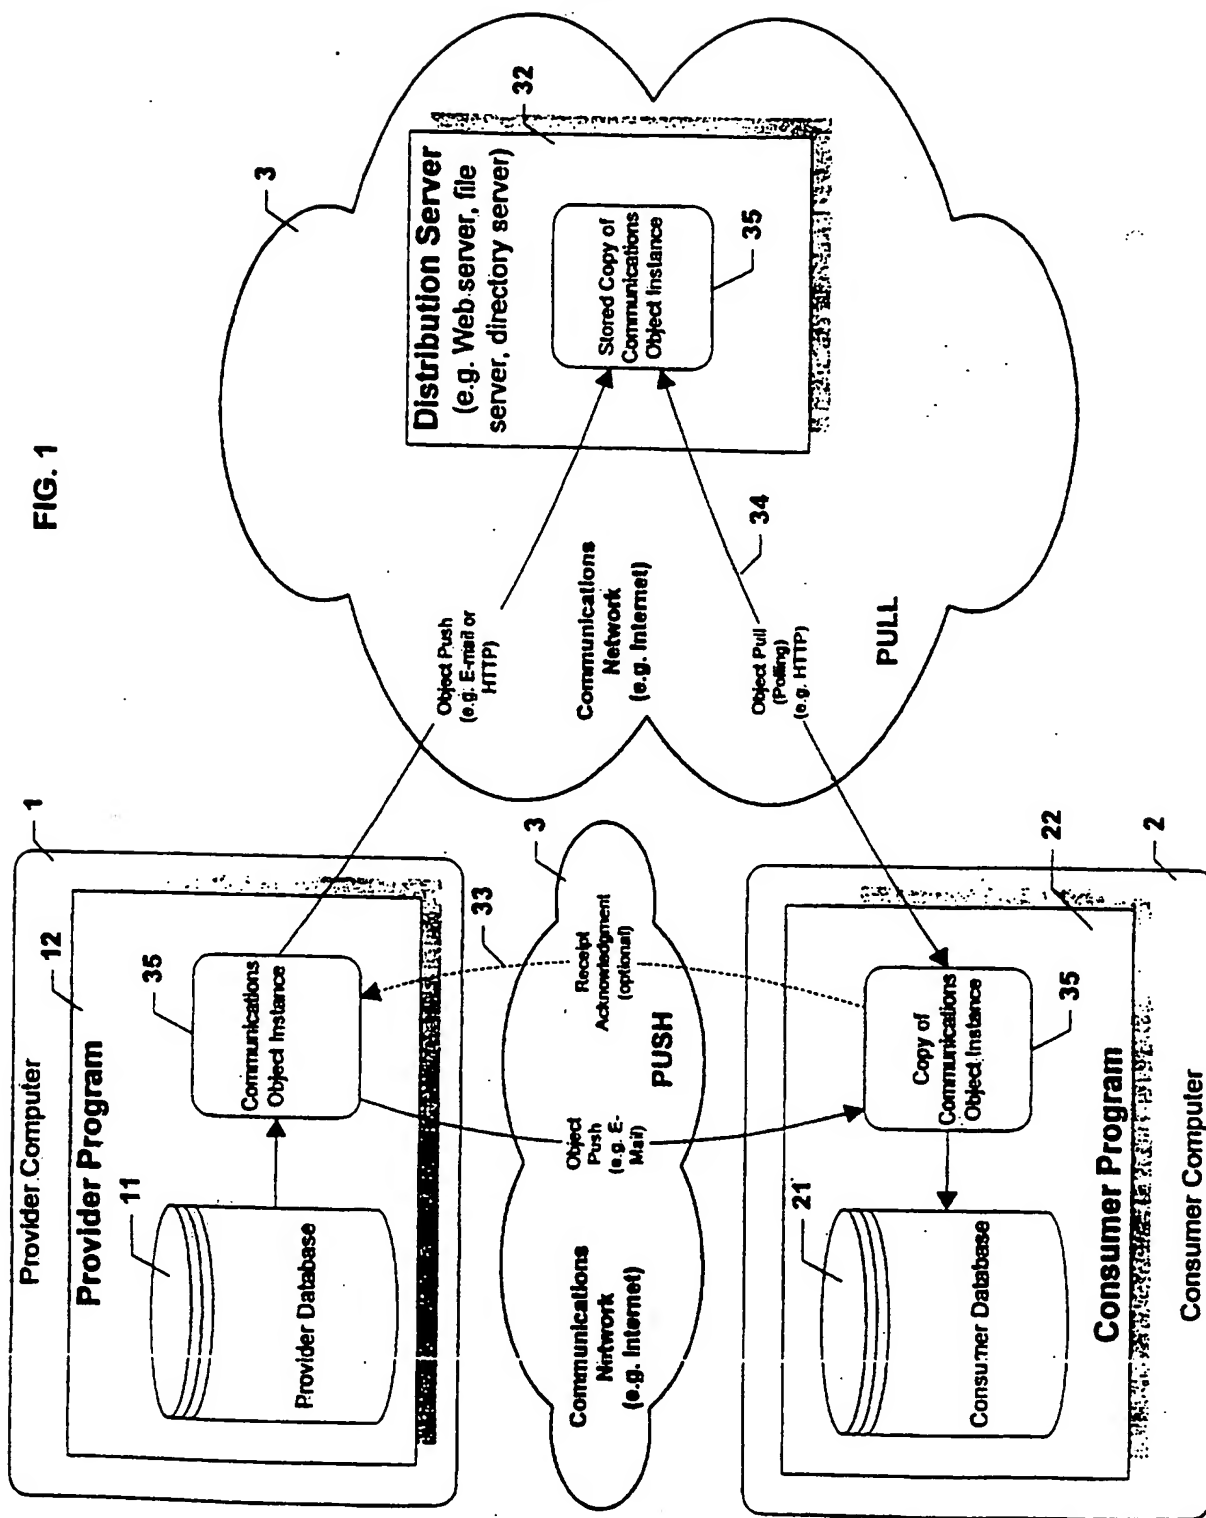 FIG. 1
Provider Computer
1
Provider Program
12
11
Provider Database
35
Communications
Object Instance
Object Push
(e.g. E-mail or
HTTP)
3
Distribution Server
(e.g. Web server, file
server, directory server)
32
Stored Copy of
Communications
Object Instance
35
Communications
Network
(e.g. Internet)
34
Object Pull
(Polling)
(e.g. HTTP)
PULL
Communications
Network
(e.g. Internet)
Object
Push
(e.g. E-
Mail)
PUSH
Receipt
Acknowledgment
(optional)
33
3
21
Consumer Database
Copy of
Communications
Object Instance
35
22
Consumer Program
2
Consumer Computer